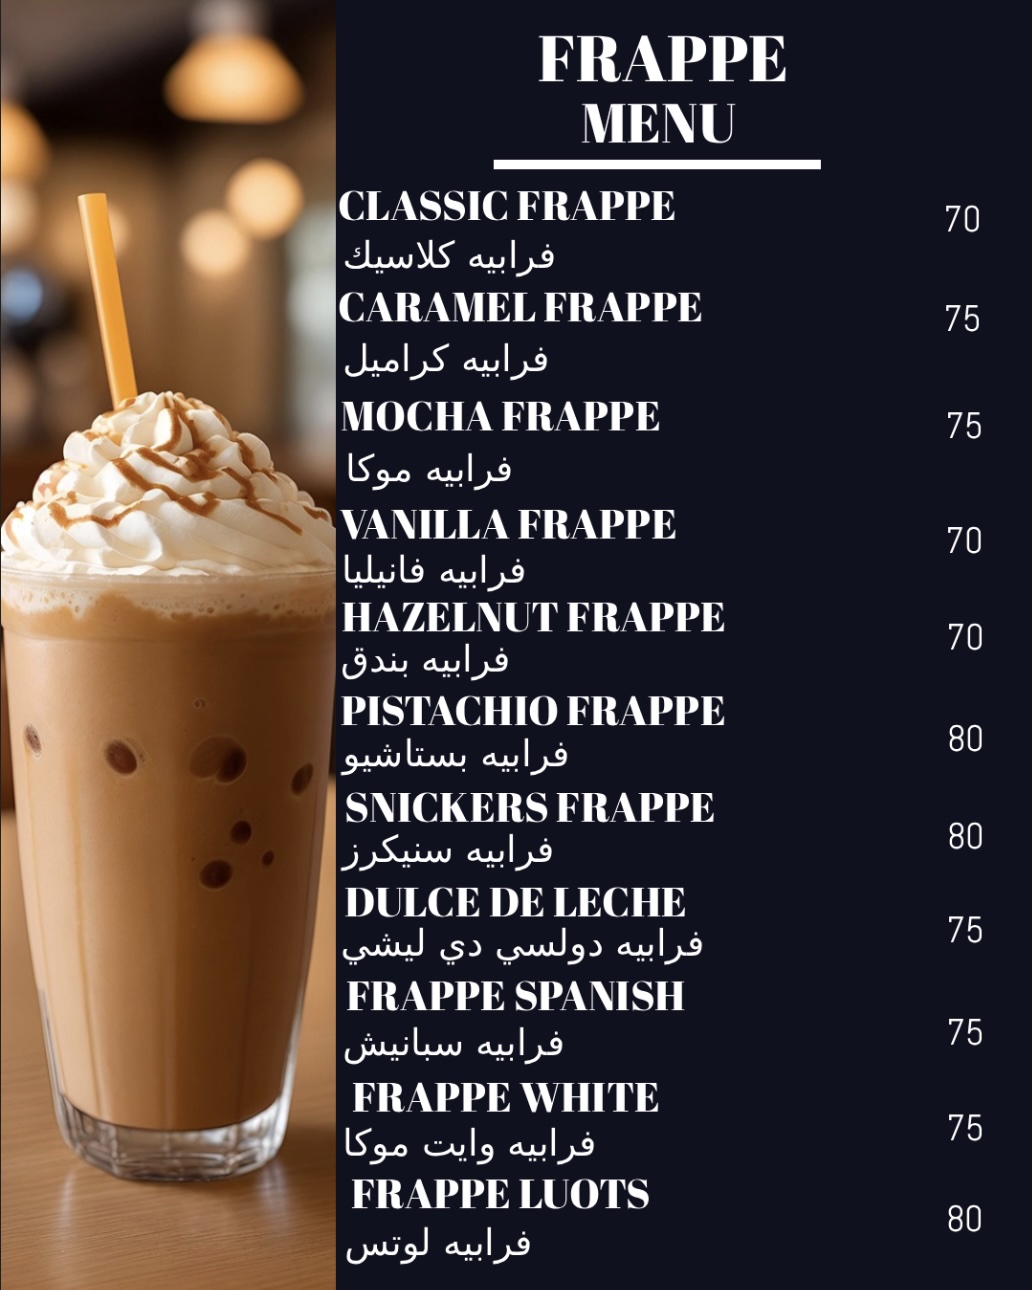 FRAPPE
MENU
CLASSIC FRAPPE 70
فرابيه كلاسيك
CARAMEL FRAPPE 75
فرابيه كراميل
MOCHA FRAPPE 75
فرابيه موكا
VANILLA FRAPPE 70
فرابيه فانيليا
HAZELNUT FRAPPE 70
فرابيه بندق
PISTACHIO FRAPPE 80
فرابيه بستاشيو
SNICKERS FRAPPE 80
فرابيه سنيكرز
DULCE DE LECHE 75
فرابيه دولسي دي ليشي
FRAPPE SPANISH 75
فرابيه سبانيش
FRAPPE WHITE 75
فرابيه وايت موكا
FRAPPE LUOTS 80
فرابيه لوتس